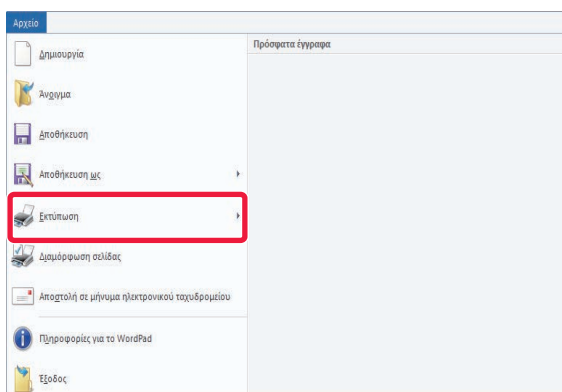 Αρχείο
Πρόσφατα έγγραφα
Δημιουργία
Άνοιγμα
Αποθήκευση
Αποθήκευση ως
Εκτύπωση
Διαμόρφωση σελίδας
Αποστολή σε μήνυμα ηλεκτρονικού ταχυδρομείου
Πληροφορίες για το WordPad
Έξοδος